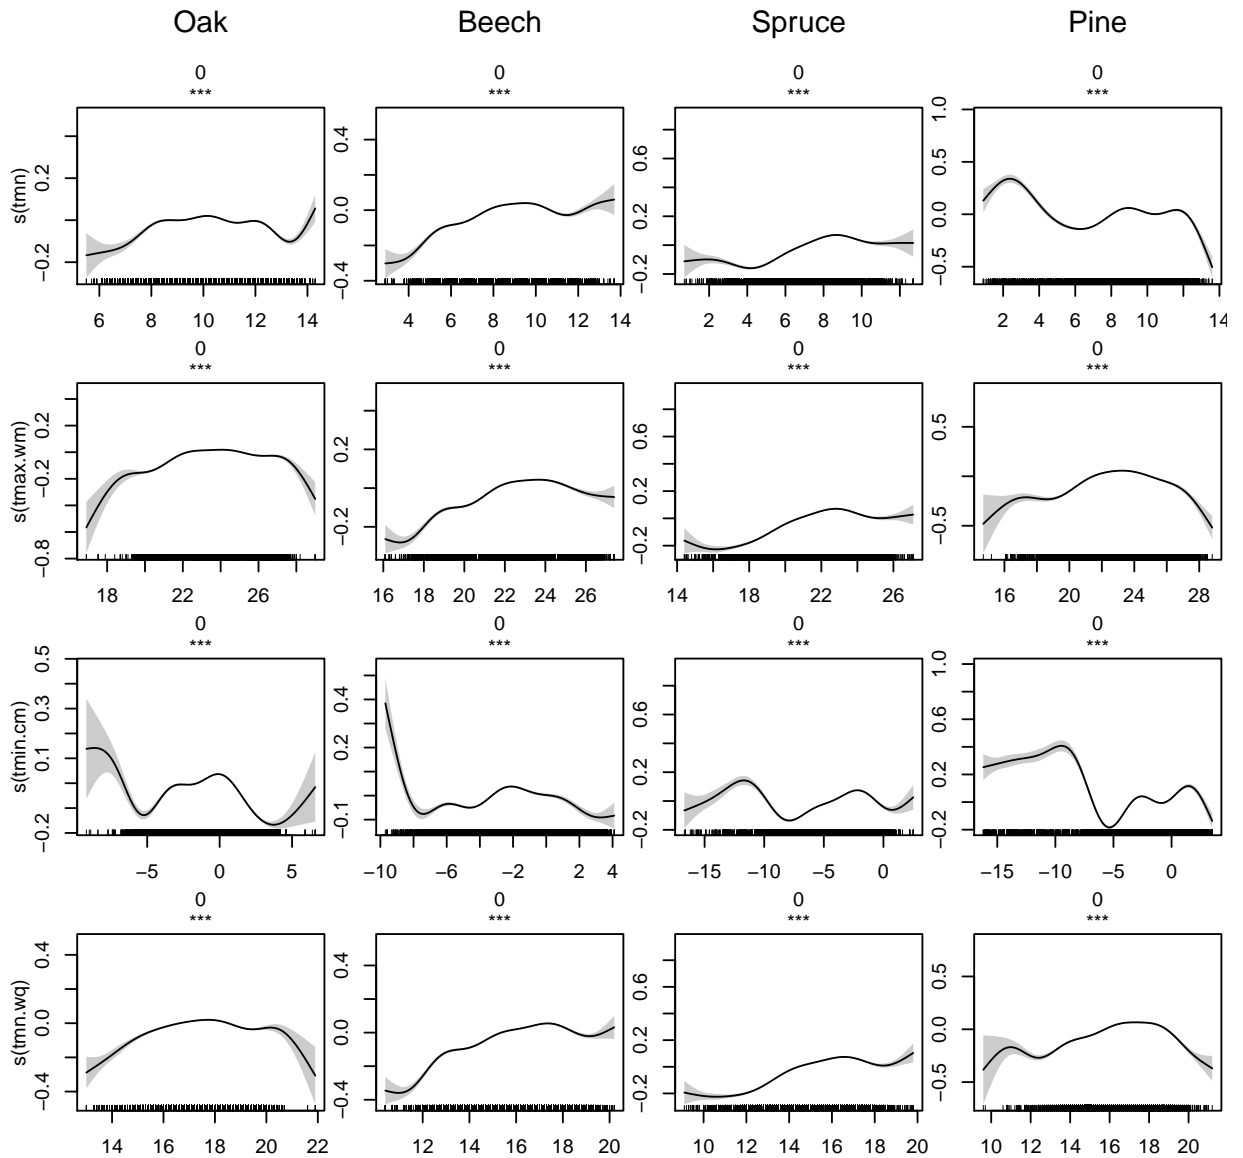 Oak Beech Spruce Pine
0 0 0 0
*** *** *** ***
s(tmn)
−0.2 0.2
−0.4 0.0 0.4
−0.2 0.2 0.6
−0.5 0.0 0.5 1.0
6 8 10 12 14
4 6 8 10 12 14
2 4 6 8 10
2 4 6 8 10 14
0 0 0 0
*** *** *** ***
s(tmax.wm)
−0.8 −0.2 0.2
−0.2 0.2
−0.2 0.2 0.6
−0.5 0.5
18 22 26
16 18 20 22 24 26
14 18 22 26
16 20 24 28
0 0 0 0
*** *** *** ***
s(tmin.cm)
−0.2 0.1 0.3 0.5
−0.1 0.2 0.4
−0.2 0.2 0.6
−0.2 0.2 0.6 1.0
−5 0 5
−10 −6 −2 2 4
−15 −10 −5 0
−15 −10 −5 0
0 0 0 0
*** *** *** ***
s(tmn.wq)
−0.4 0.0 0.4
−0.4 0.0 0.4
−0.2 0.2 0.6
−0.5 0.0 0.5
14 16 18 20 22
12 14 16 18 20
10 12 14 16 18 20
10 12 14 16 18 20